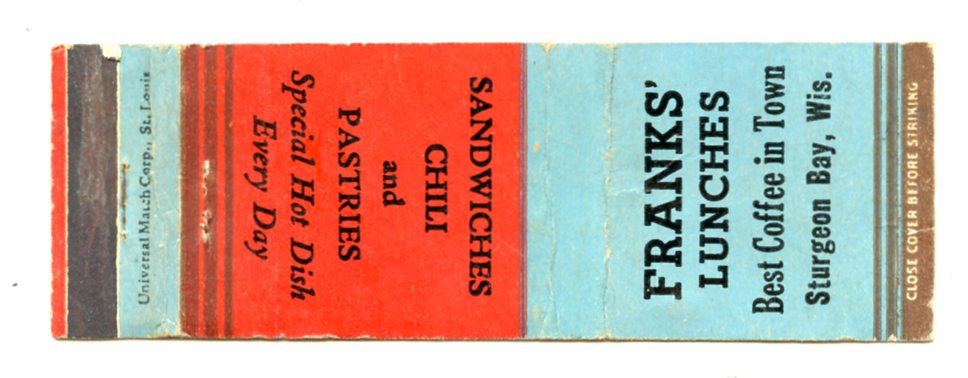 FRANKS'
LUNCHES
Best Coffee in Town
Sturgeon Bay, Wis.
CLOSE COVER BEFORE STRIKING
SANDWICHES
CHILI
and
PASTRIES
Special Hot Dish
Every Day
Universal Match Corp., St. Louis